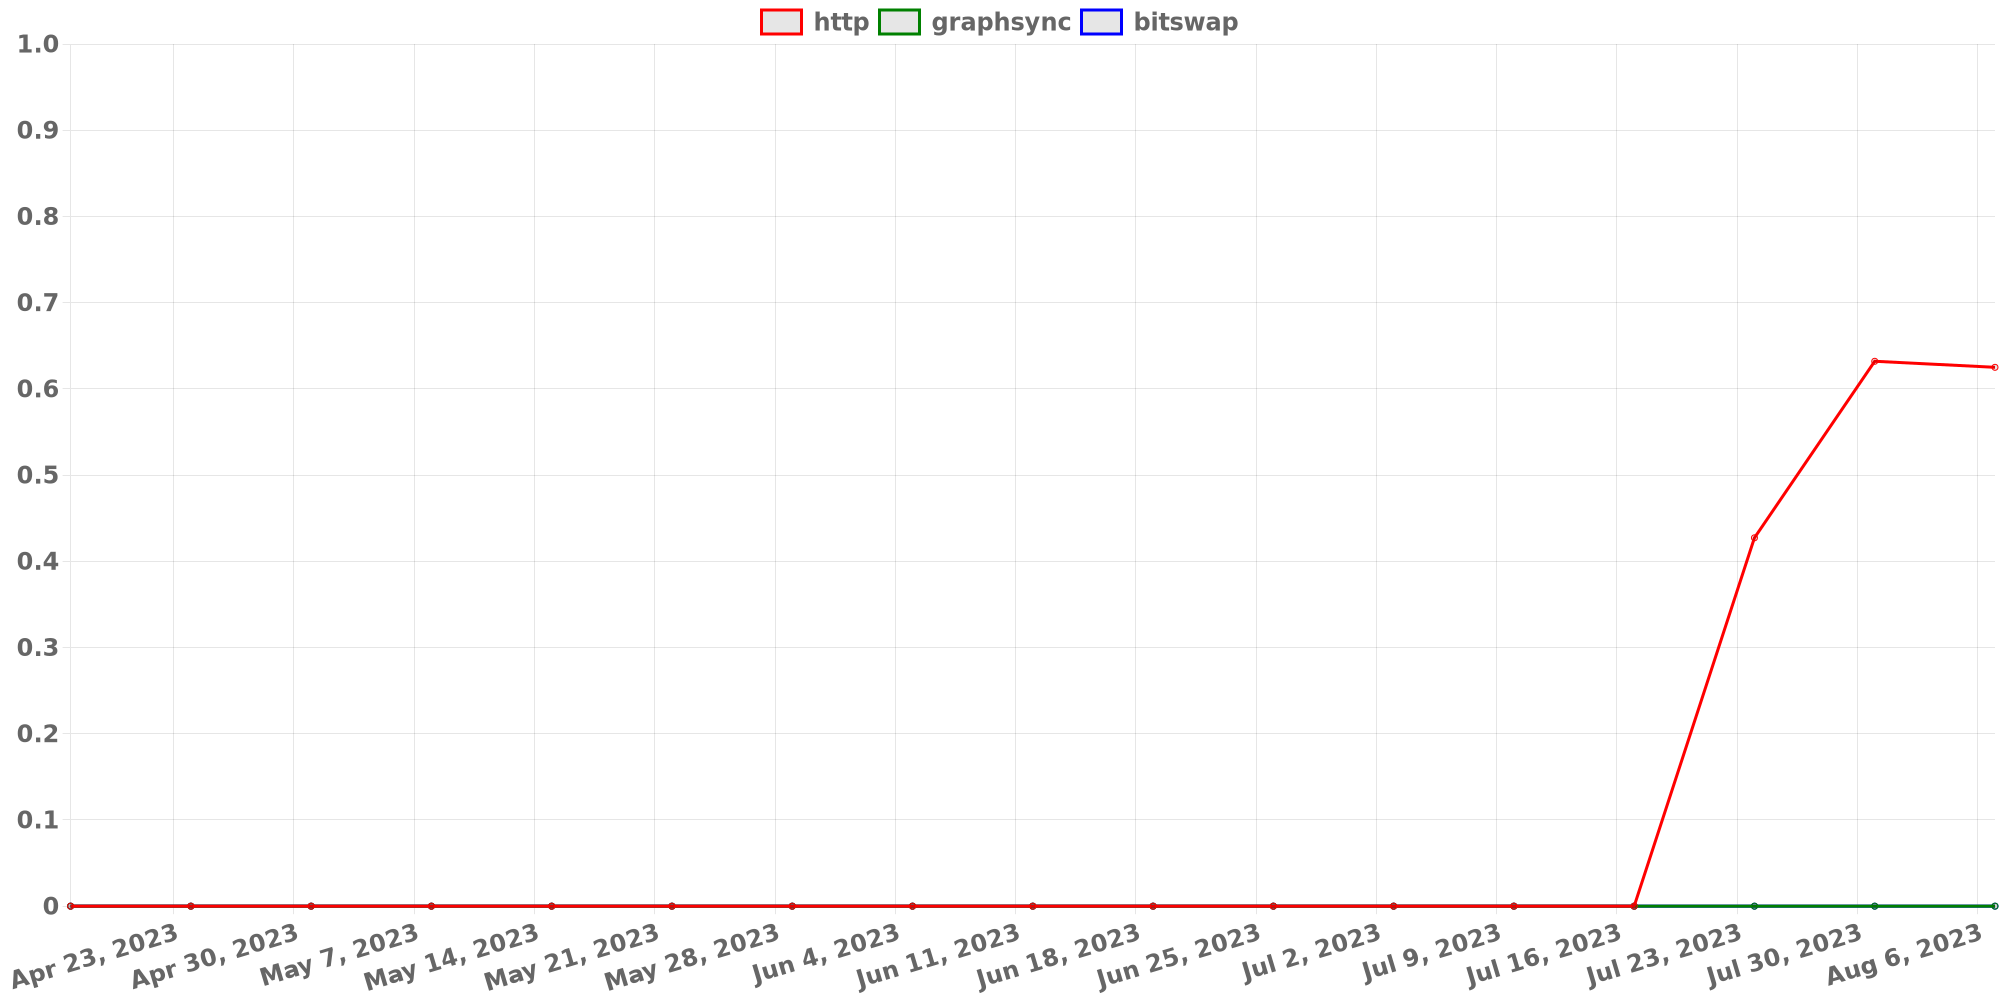 http graphsync bitswap
1.0
0.9
0.8
0.7
0.6
0.5
0.4
0.3
0.2
0.1
0
Apr 23, 2023
Apr 30, 2023
May 7, 2023
May 14, 2023
May 21, 2023
May 28, 2023
Jun 4, 2023
Jun 11, 2023
Jun 18, 2023
Jun 25, 2023
Jul 2, 2023
Jul 9, 2023
Jul 16, 2023
Jul 23, 2023
Jul 30, 2023
Aug 6, 2023